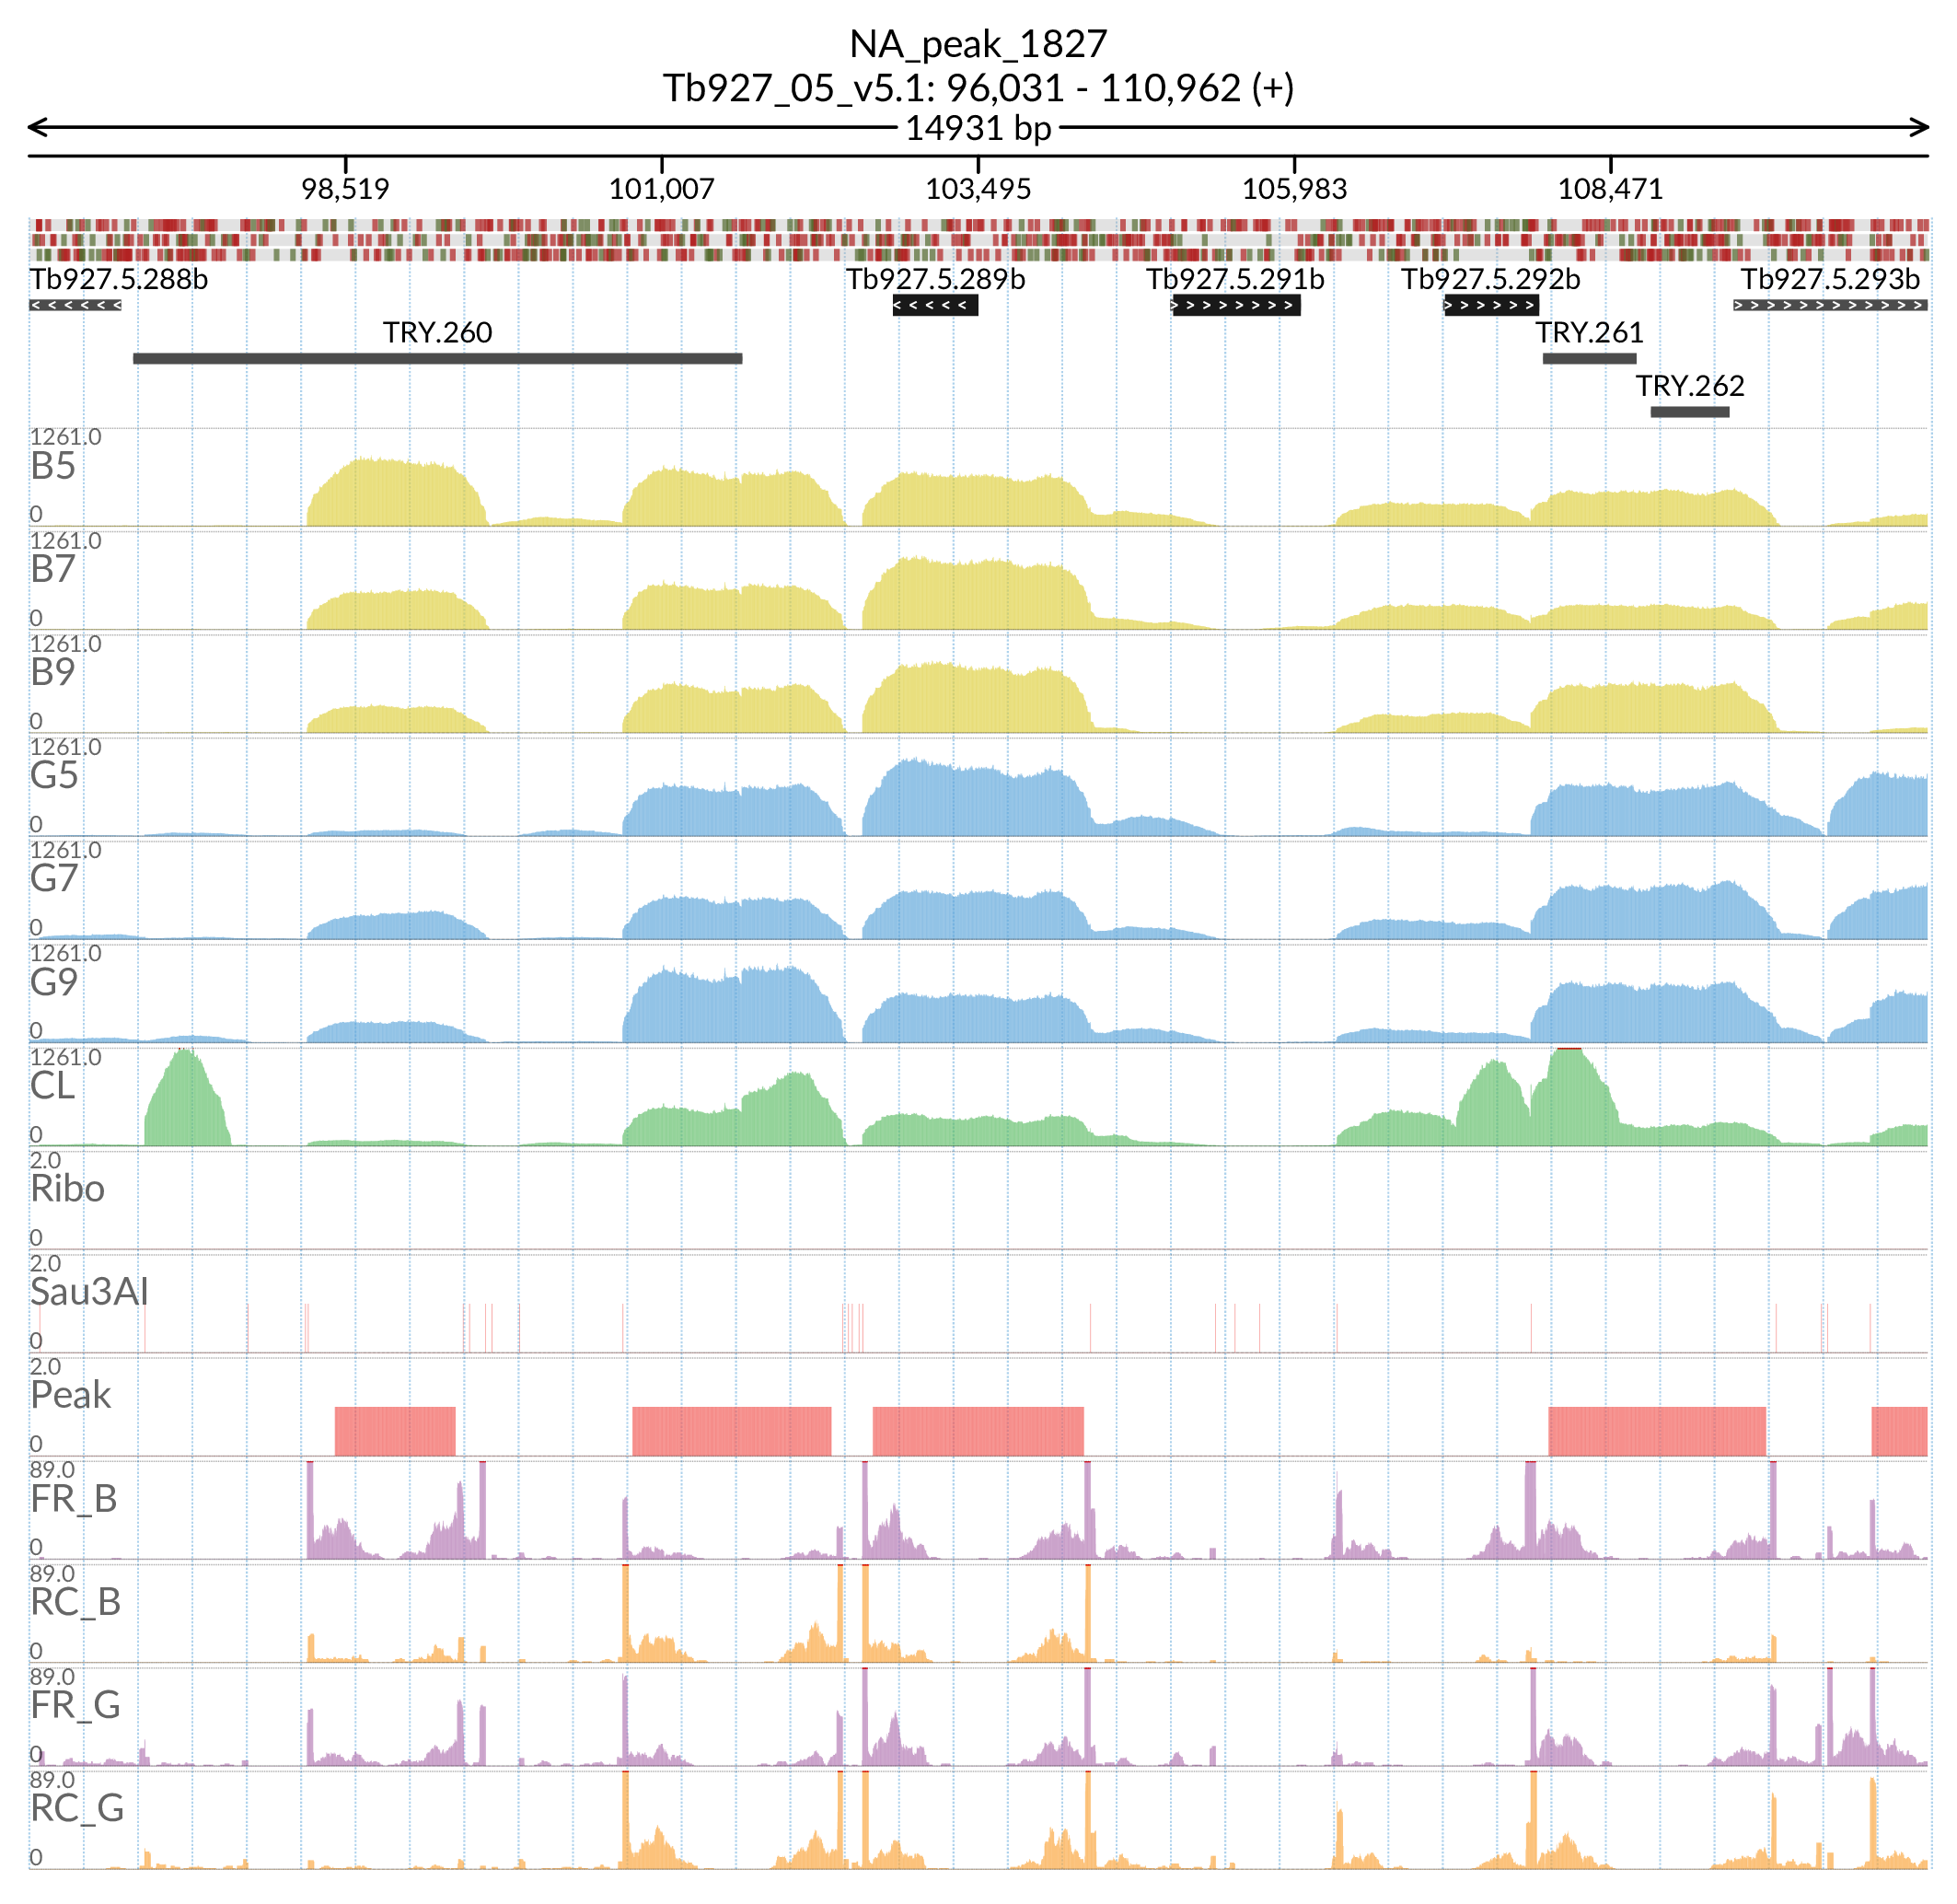 NA_peak_1827
Tb927_05_v5.1: 96,031 - 110,962 (+)
14931 bp
98,519 101,007 103,495 105,983 108,471
Tb927.5.288b Tb927.5.289b Tb927.5.291b Tb927.5.292b Tb927.5.293b
TRY.260 TRY.261
TRY.262
1261.0
B5
0
1261.0
B7
0
1261.0
B9
0
1261.0
G5
0
1261.0
G7
0
1261.0
G9
0
1261.0
CL
0
2.0
Ribo
0
2.0
Sau3AI
0
2.0
Peak
0
89.0
FR_B
0
89.0
RC_B
0
89.0
FR_G
0
89.0
RC_G
0